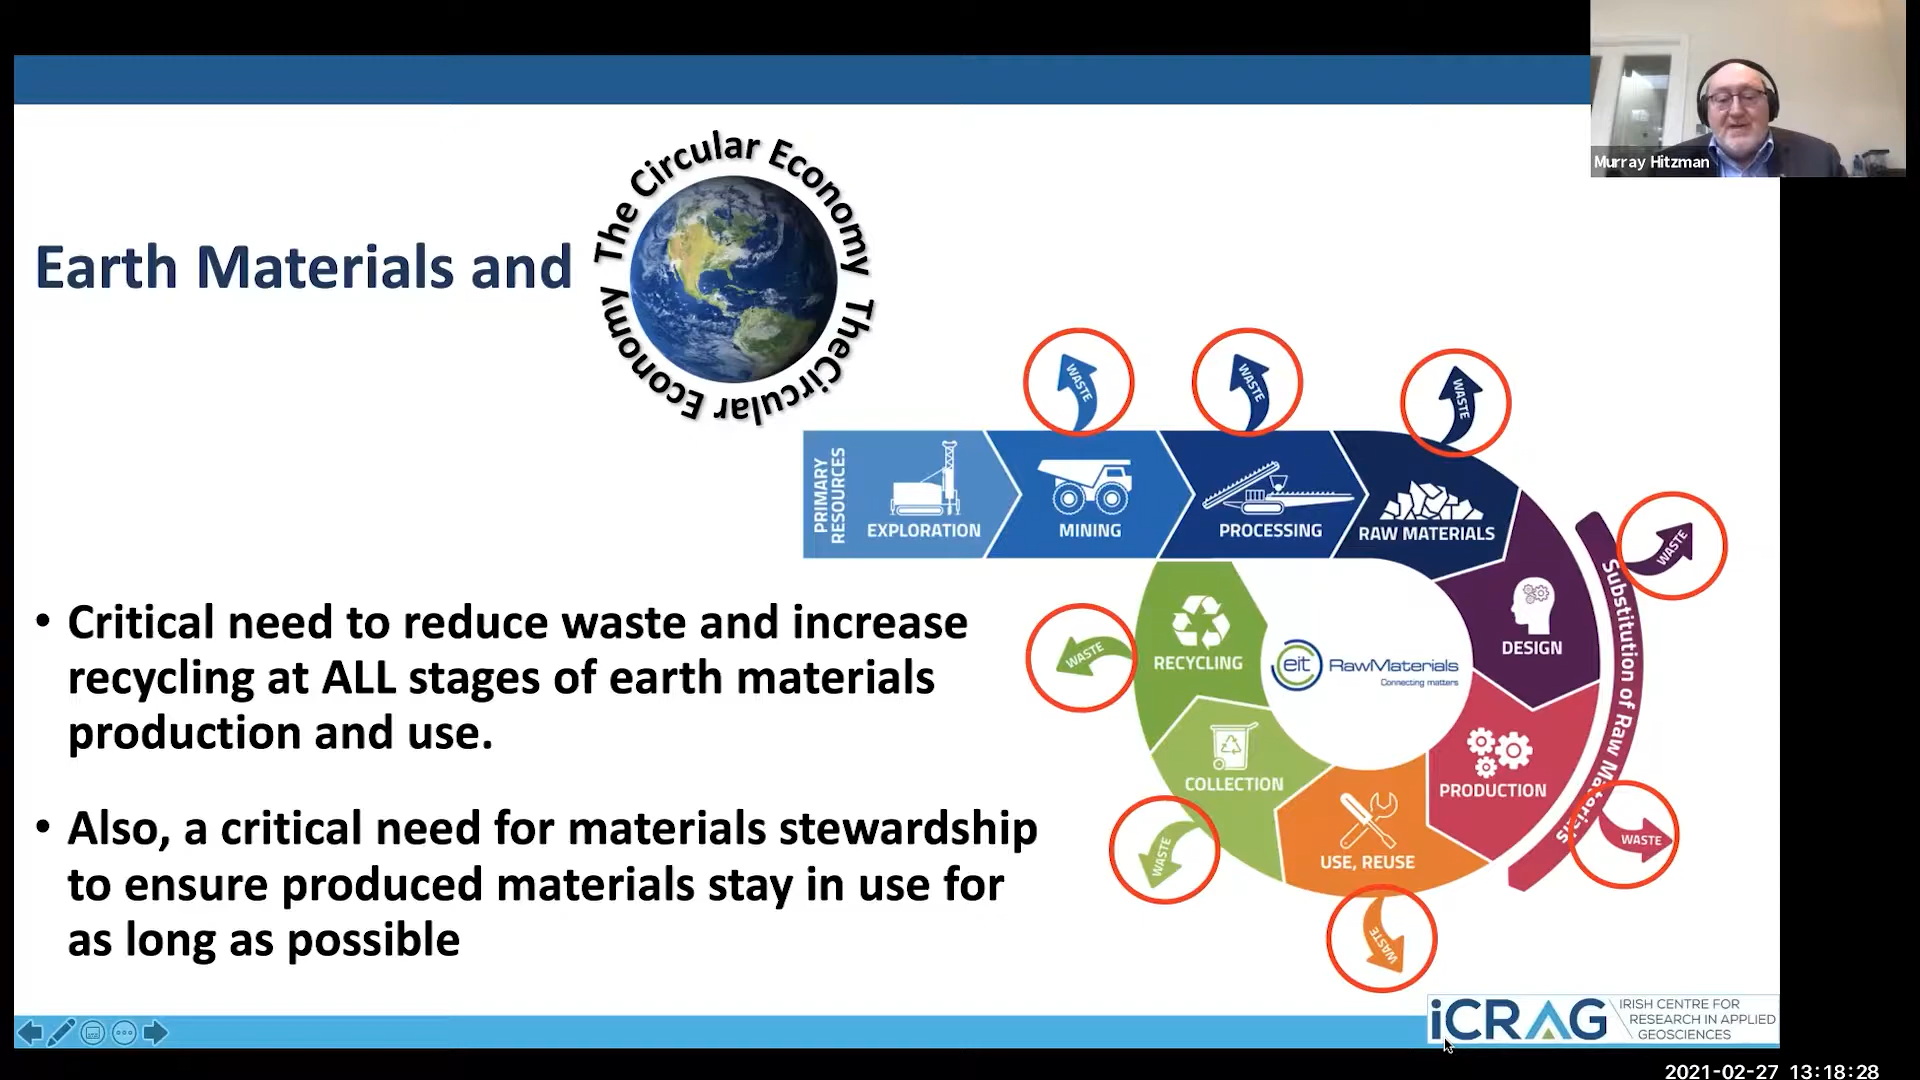 Murray Hitzman
The Circular Economy TheCircular Economy
Earth Materials and
WASTE
WASTE
WASTE
PRIMARY
RESOURCES
EXPLORATION
MINING
PROCESSING
RAW MATERIALS
WASTE
Substitution of Raw Materials
DESIGN
WASTE
RECYCLING
eit RawMaterials
Connecting matters
COLLECTION
PRODUCTION
USE, REUSE
WASTE
WASTE
WASTE
• Critical need to reduce waste and increase
recycling at ALL stages of earth materials
production and use.
• Also, a critical need for materials stewardship
to ensure produced materials stay in use for
as long as possible
iCRAG
IRISH CENTRE FOR
RESEARCH IN APPLIED
GEOSCIENCES
2021-02-27 13:18:28